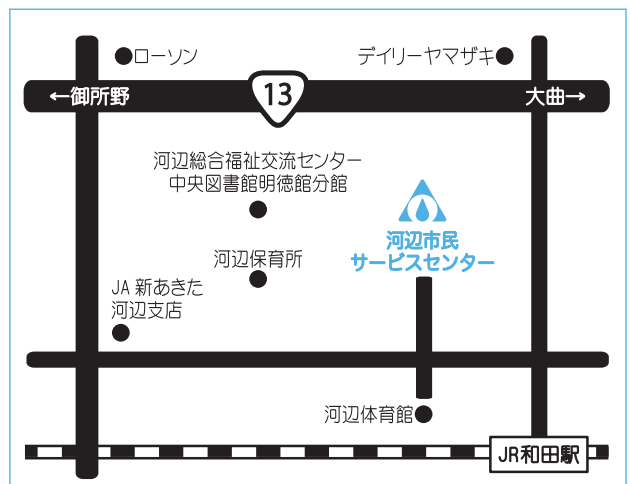 ローソン
デイリーヤマザキ
←御所野
13
大曲→
河辺総合福祉交流センター
中央図書館明徳館分館
河辺市民
サービスセンター
河辺保育所
JA 新あきた
河辺支店
河辺体育館
JR和田駅